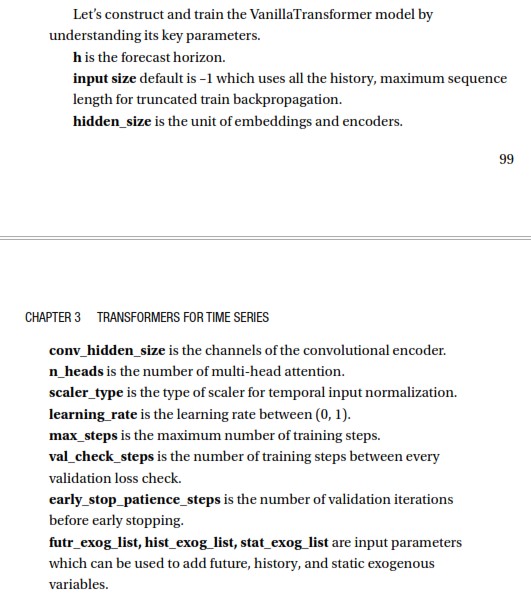 Let's construct and train the VanillaTransformer model by
understanding its key parameters.
h is the forecast horizon.
input size default is –1 which uses all the history, maximum sequence
length for truncated train backpropagation.
hidden_size is the unit of embeddings and encoders.
99
CHAPTER 3 TRANSFORMERS FOR TIME SERIES
conv_hidden_size is the channels of the convolutional encoder.
n_heads is the number of multi-head attention.
scaler_type is the type of scaler for temporal input normalization.
learning_rate is the learning rate between (0, 1).
max_steps is the maximum number of training steps.
val_check_steps is the number of training steps between every
validation loss check.
early_stop_patience_steps is the number of validation iterations
before early stopping.
futr_exog_list, hist_exog_list, stat_exog_list are input parameters
which can be used to add future, history, and static exogenous
variables.